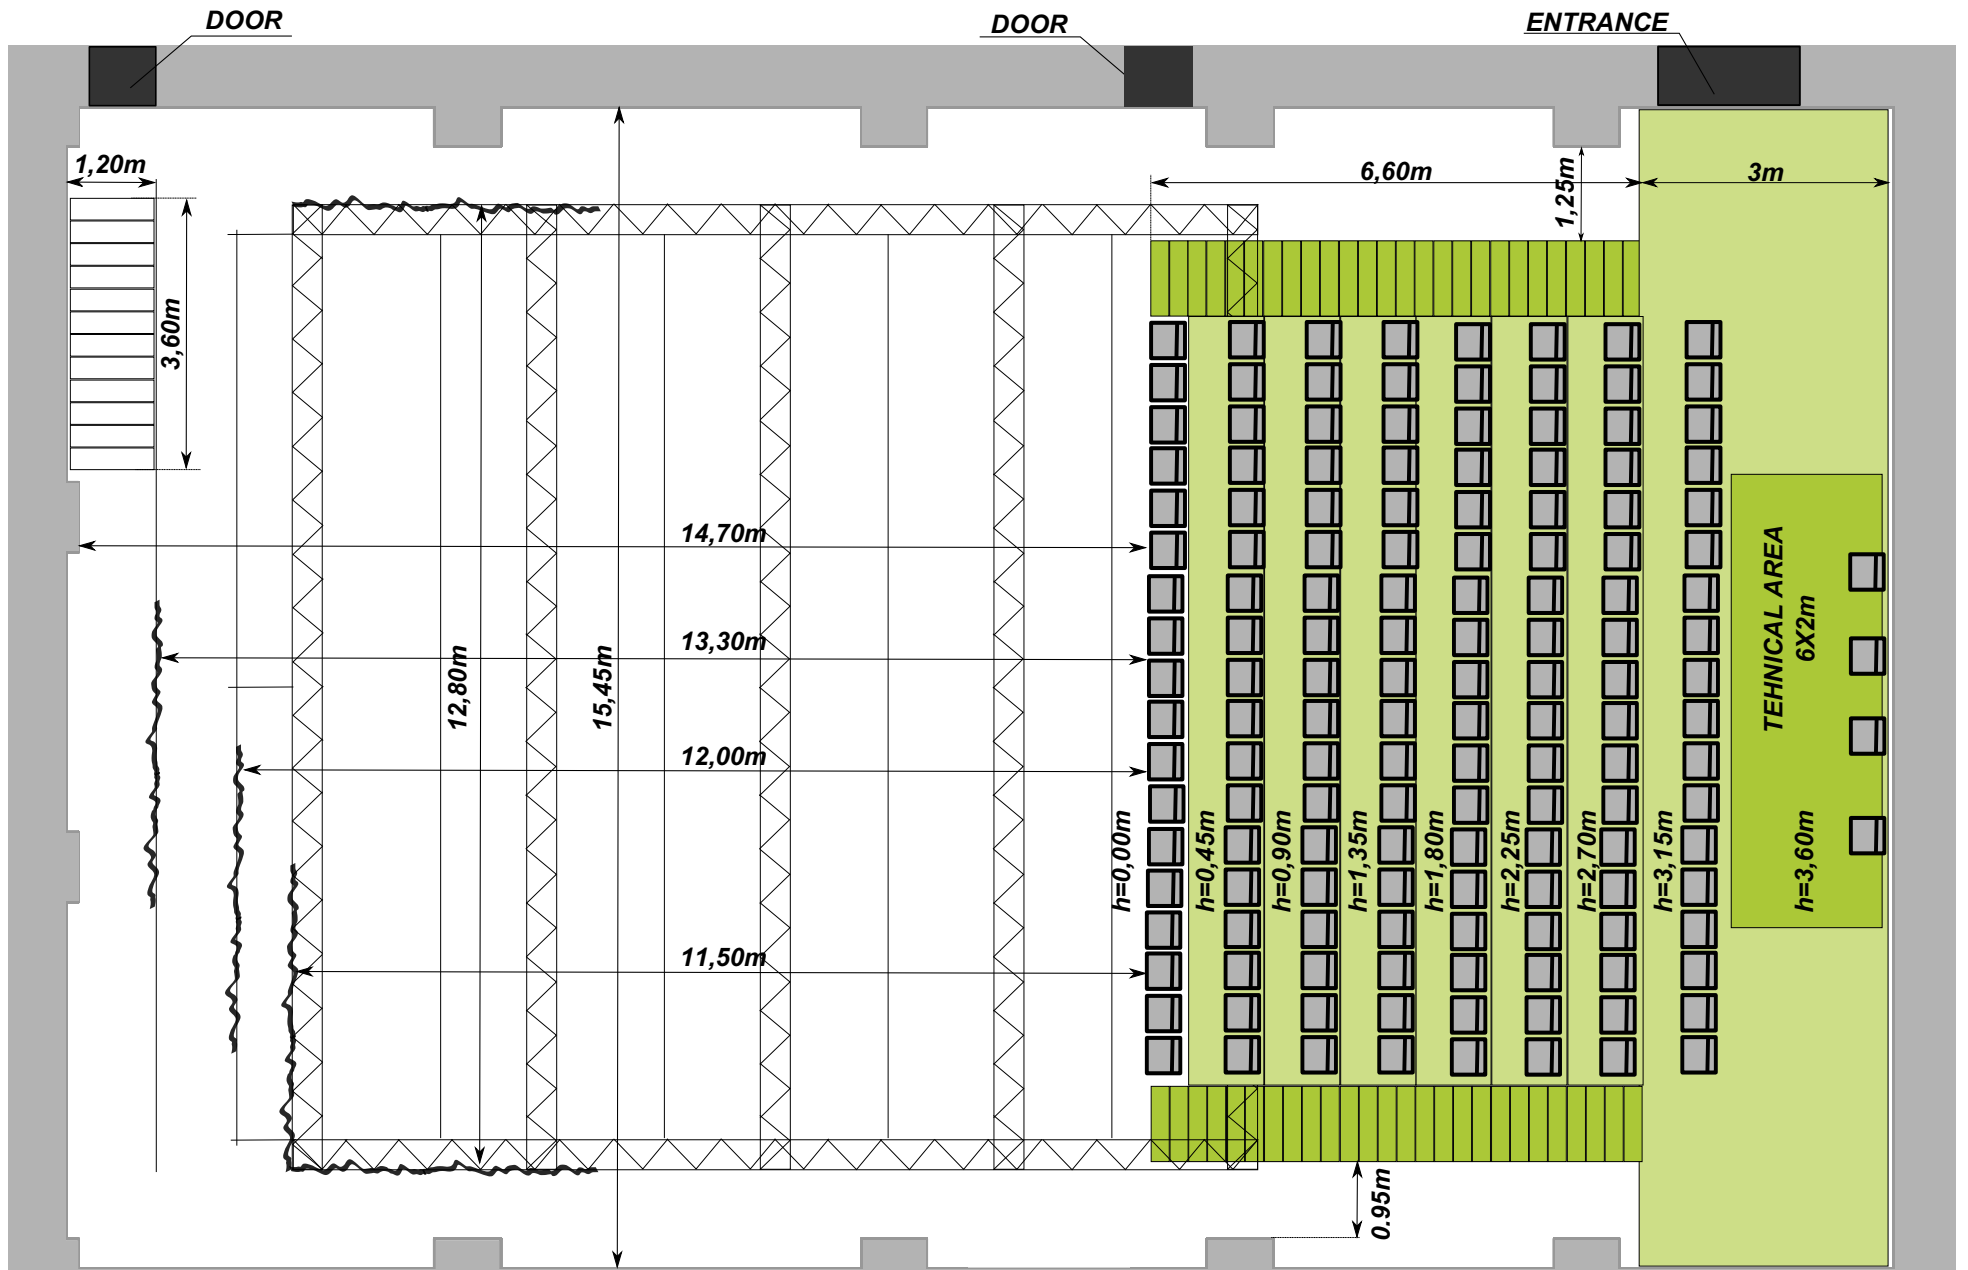 DOOR
DOOR
ENTRANCE
1,20m
6,60m
3m
1,25m
3,60m
14,70m
13,30m
12,80m
15,45m
12,00m
11,50m
h=0,00m
h=0,45m
h=0,90m
h=1,35m
h=1,80m
h=2,25m
h=2,70m
h=3,15m
TEHNICAL AREA
6X2m
h=3,60m
0.95m